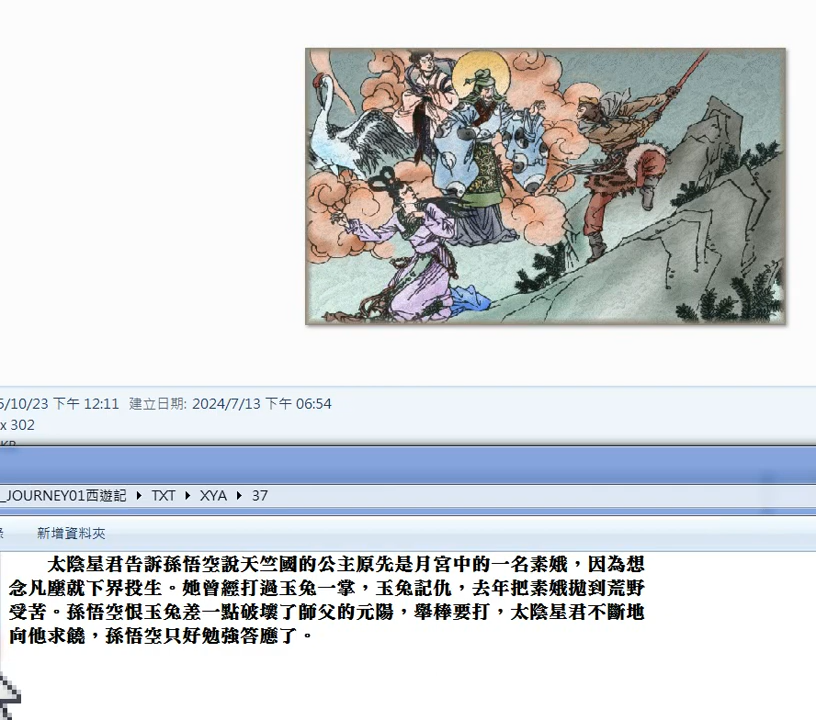 5/10/23 下午 12:11 建立日期: 2024/7/13 下午 06:54
x 302
KB
_JOURNEY01西遊記 ▶ TXT ▶ XYA ▶ 37
新增資料夾
太陰星君告訴孫悟空說天竺國的公主原先是月宮中的一名素娥，因為想
念凡塵就下界投生。她曾經打過玉兔一掌，玉兔記仇，去年把素娥拋到荒野
受苦。孫悟空恨玉兔差一點破壞了師父的元陽，舉棒要打，太陰星君不斷地
向他求饒，孫悟空只好勉強答應了。